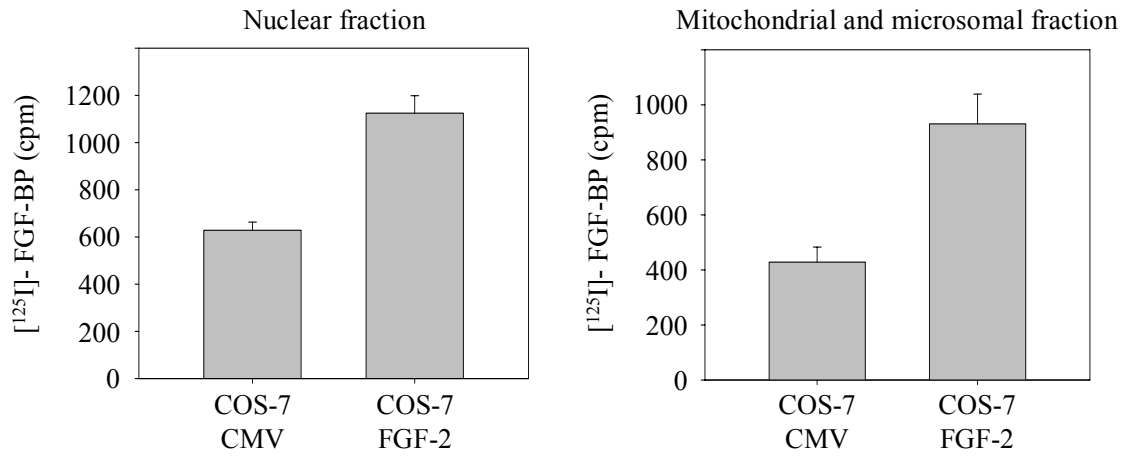 Nuclear fraction
[¹²⁵I]- FGF-BP (cpm)
1200
1000
800
600
400
200
0
COS-7 COS-7
CMV FGF-2
Mitochondrial and microsomal fraction
[¹²⁵I]- FGF-BP (cpm)
1000
800
600
400
200
0
COS-7 COS-7
CMV FGF-2